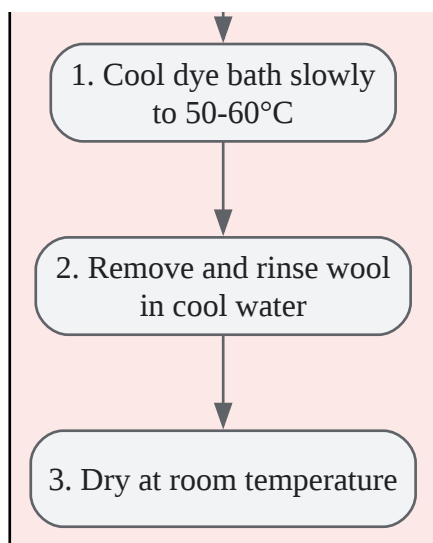 1. Cool dye bath slowly
to 50-60°C
2. Remove and rinse wool
in cool water
3. Dry at room temperature